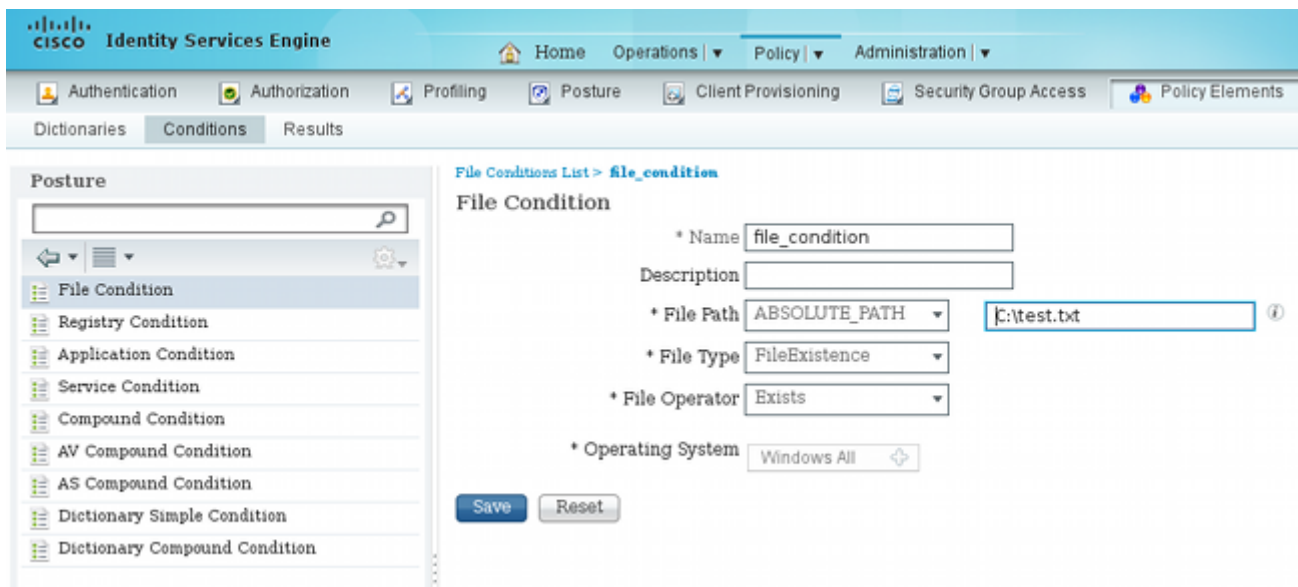 CISCO Identity Services Engine
Home Operations | Policy | Administration |
Authentication Authorization Profiling Posture Client Provisioning Security Group Access Policy Elements
Dictionaries Conditions Results
Posture
File Condition
Registry Condition
Application Condition
Service Condition
Compound Condition
AV Compound Condition
AS Compound Condition
Dictionary Simple Condition
Dictionary Compound Condition
File Conditions List > file_condition
File Condition
* Name file_condition
Description
* File Path ABSOLUTE_PATH C:\test.txt
* File Type FileExistence
* File Operator Exists
* Operating System Windows All
Save Reset